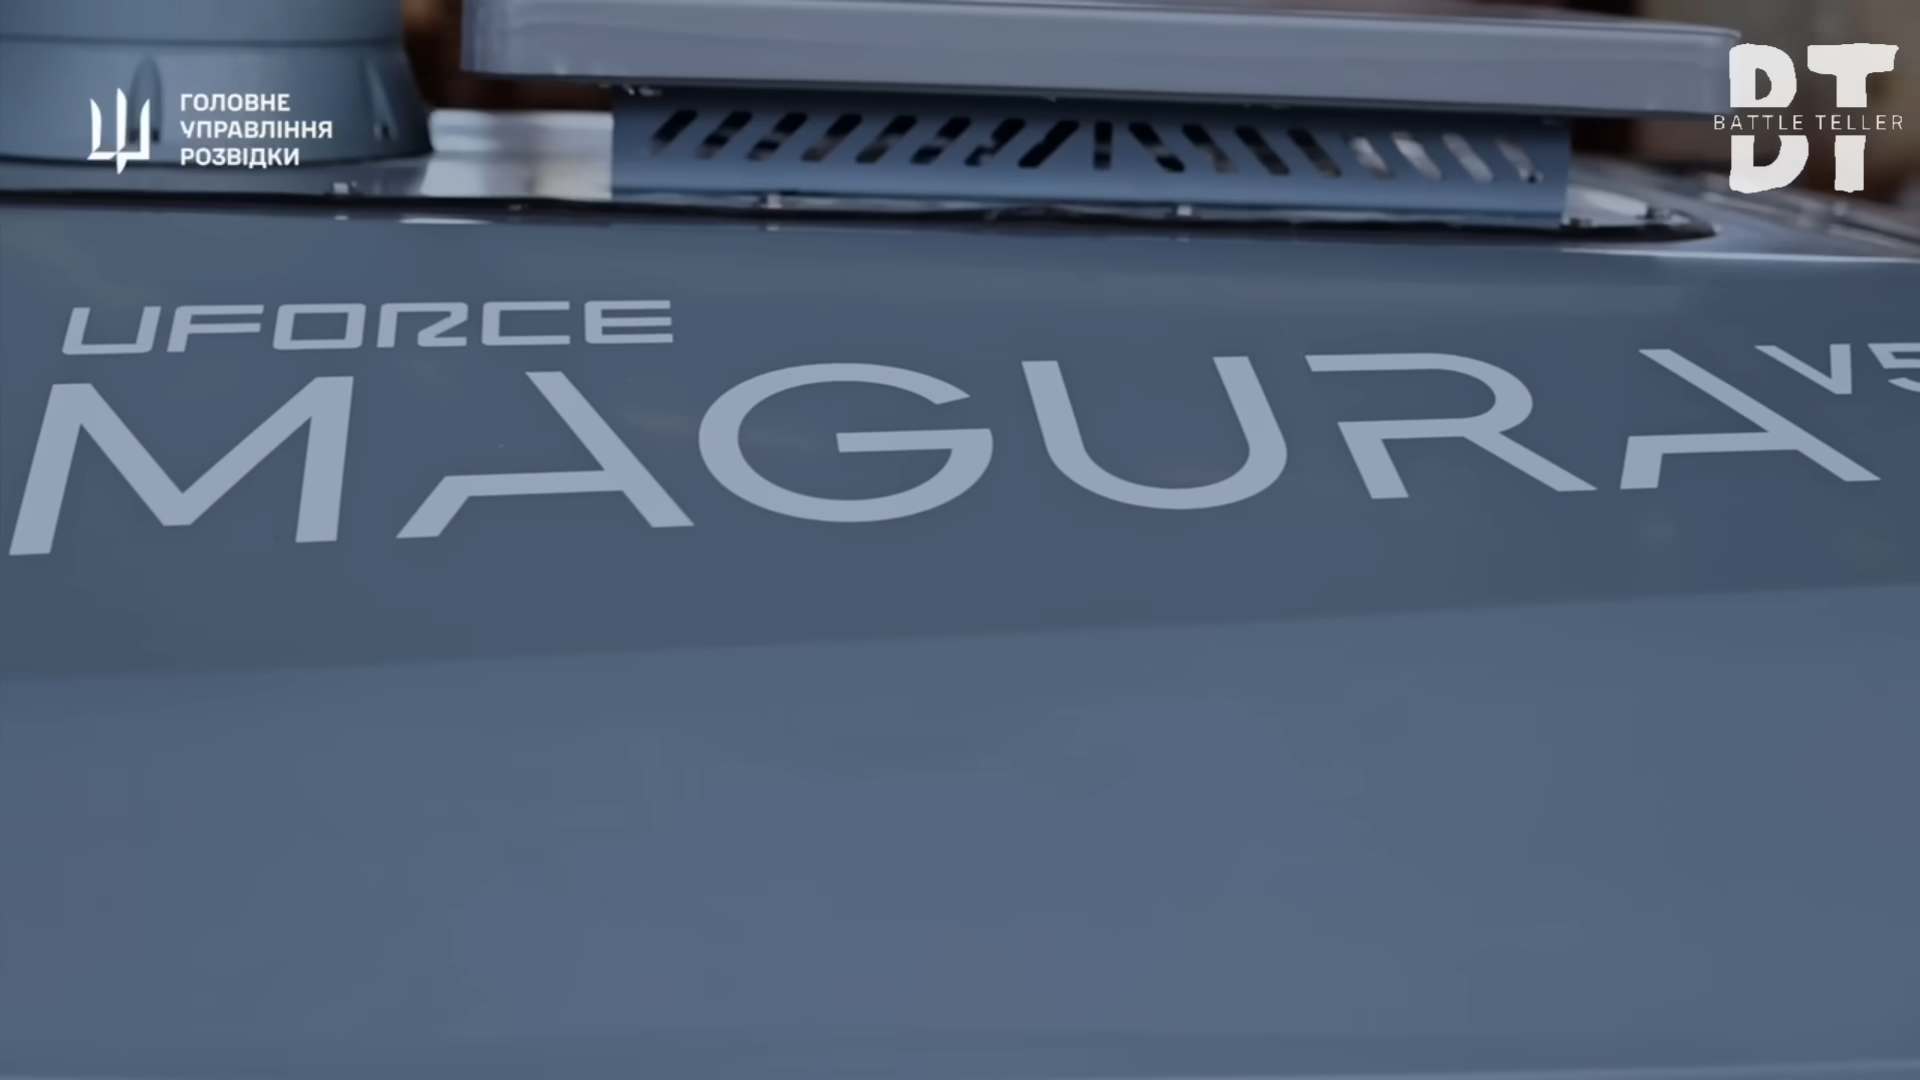 ГОЛОВНЕ
УПРАВЛІННЯ
РОЗВІДКИ
BT
BATTLE TELLER
UFORCE
MAGURA V5